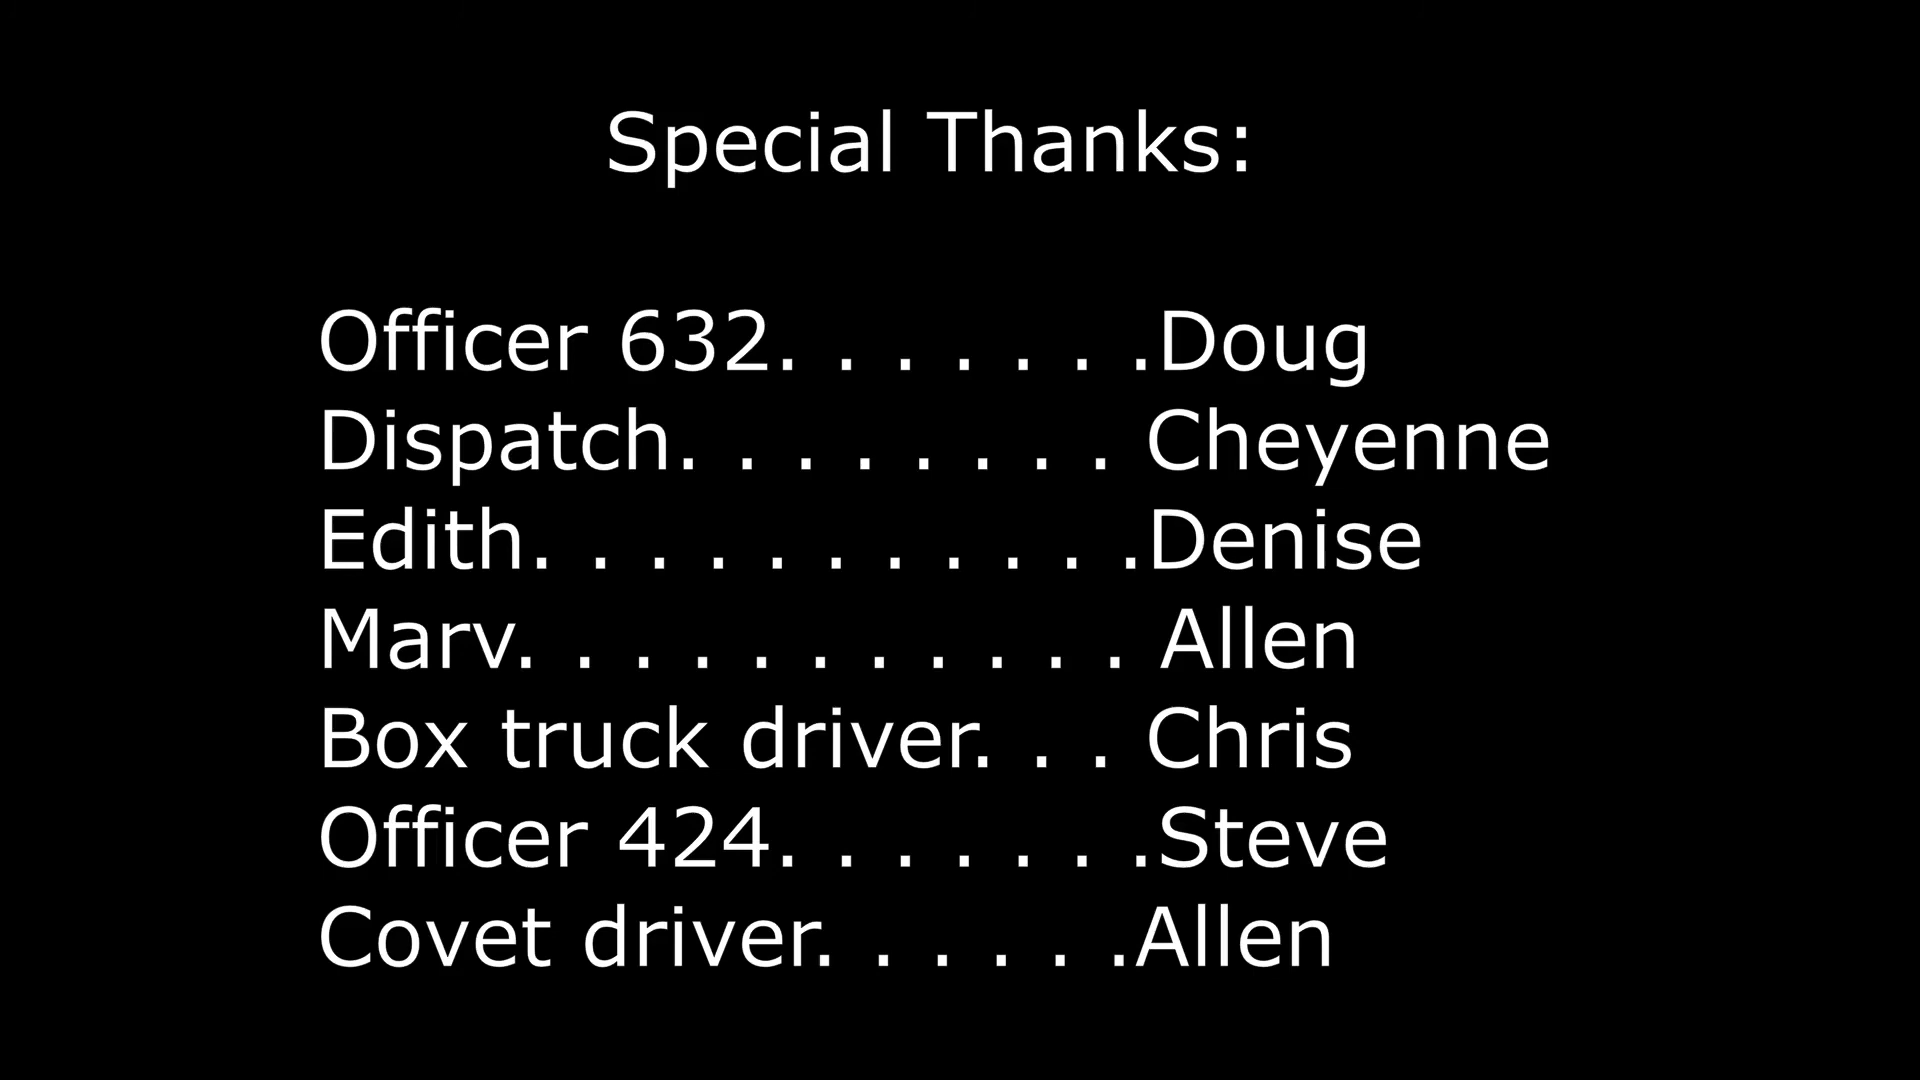 Special Thanks:
Officer 632. . . . . . .Doug
Dispatch. . . . . . . . Cheyenne
Edith. . . . . . . . . . .Denise
Marv. . . . . . . . . . . Allen
Box truck driver. . . Chris
Officer 424. . . . . . .Steve
Covet driver. . . . . .Allen